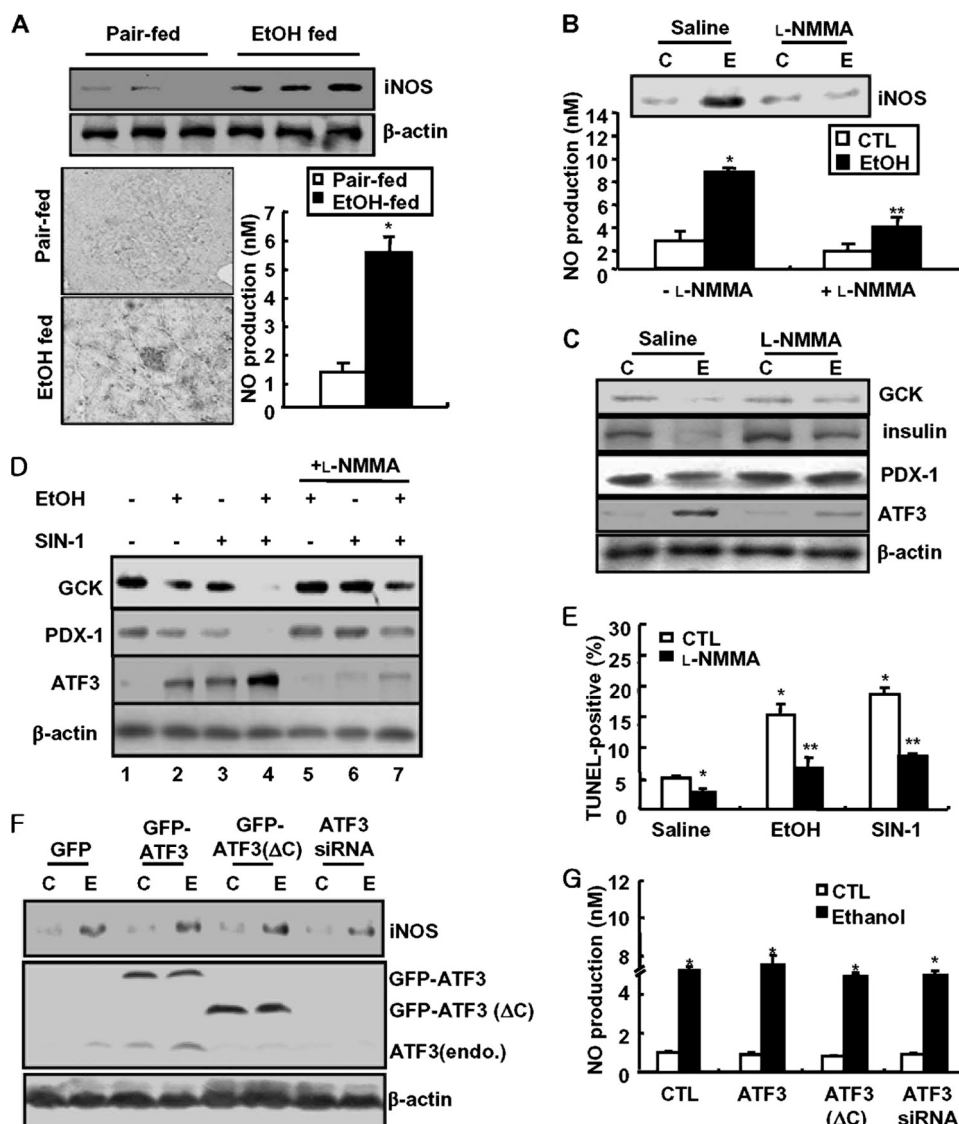 A
Pair-fed EtOH fed
iNOS
β-actin
Pair-fed
EtOH fed
Pair-fed
EtOH-fed
NO production (nM)
7
6
5
4
3
2
1
0
*
B
Saline L-NMMA
C E C E
iNOS
CTL
EtOH
NO production (nM)
14
10
8
6
4
2
0
* **
- L-NMMA + L-NMMA
C
Saline L-NMMA
C E C E
GCK
insulin
PDX-1
ATF3
β-actin
D
+L-NMMA
EtOH - + - + + - +
SIN-1 - - + + - + +
GCK
PDX-1
ATF3
β-actin
1 2 3 4 5 6 7
E
CTL
L-NMMA
TUNEL-positive (%)
30
20
15
10
5
0
* * ** * **
Saline EtOH SIN-1
F
GFP GFP-ATF3 GFP-ATF3(ΔC) ATF3 siRNA
C E C E C E C E
iNOS
GFP-ATF3
GFP-ATF3 (ΔC)
ATF3(endo.)
β-actin
G
CTL
Ethanol
NO production (nM)
12
8
4
2
0
* * * *
CTL ATF3 ATF3 (ΔC) ATF3 siRNA